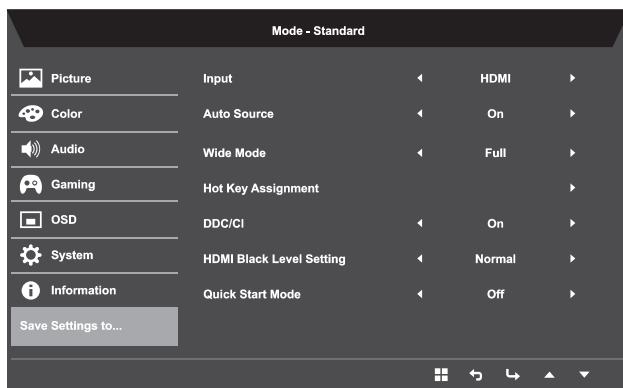 Mode - Standard
Picture
Input HDMI
Color
Auto Source On
Audio
Wide Mode Full
Gaming
Hot Key Assignment
OSD
DDC/CI On
System
HDMI Black Level Setting Normal
Information
Quick Start Mode Off
Save Settings to...